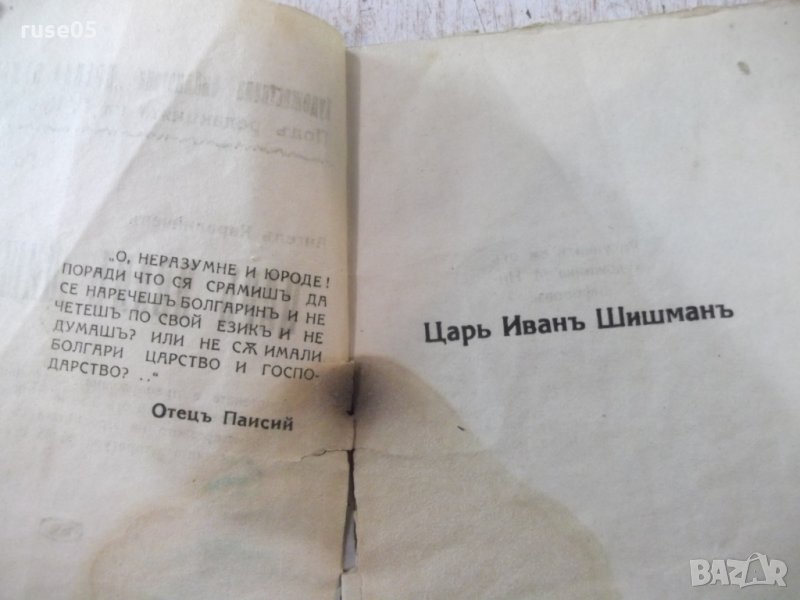 ruse05
„О, НЕРАЗУМНЕ И ЮРОДЕ!
ПОРАДИ ЧТО СЯ СРАМИШЪ ДА
СЕ НАРЕЧЕШЪ БОЛГАРИНЪ И НЕ
ЧЕТЕШЪ ПО СВОЙ ЕЗИКЪ И НЕ
ДУМАШЪ? ИЛИ НЕ СѪ ИМАЛИ
БОЛГАРИ ЦАРСТВО И ГОСПО-
ДАРСТВО? . .“
Отецъ Паисий
Царь Иванъ Шишманъ
BAZAR